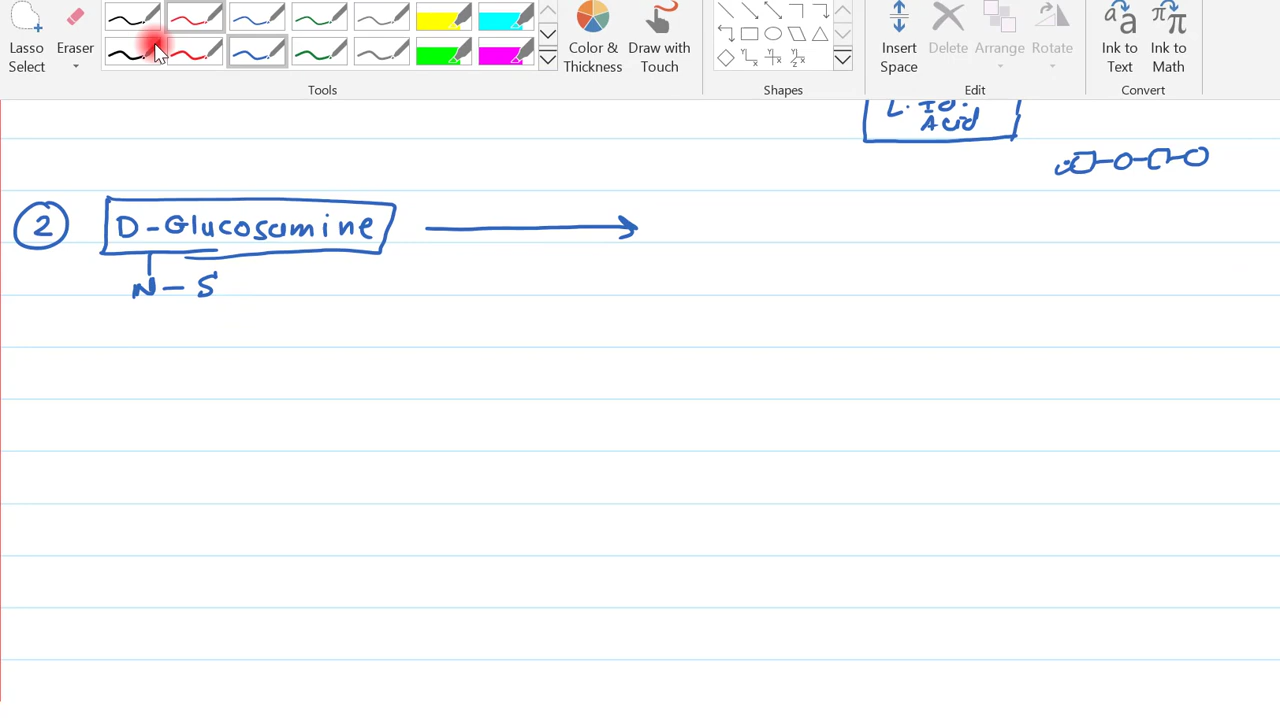 Lasso Select
Eraser
Color & Thickness
Draw with Touch
Insert Space
Delete
Arrange
Rotate
Ink to Text
Ink to Math
Tools
Shapes
Edit
Convert
L. Id.
Acid
2 D-Glucosamine
N-S